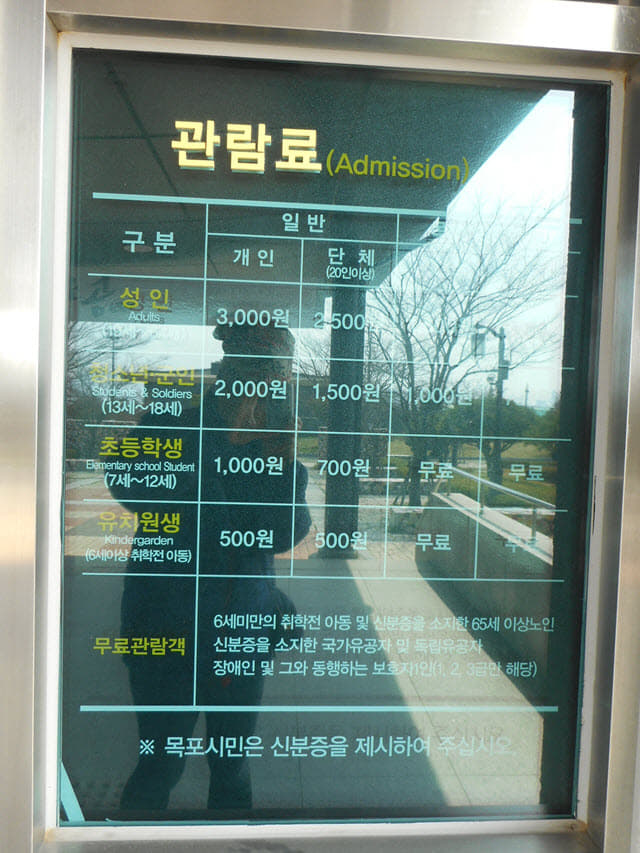 관람료(Admission)
구분 일반
개인 단체
(20인이상)
성인 3,000원 2,500
Adults
청소년·군인 2,000원 1,500원 1,000원
Students & Soldiers
(13세~18세)
초등학생 1,000원 700원 무료 무료
Elementary school Student
(7세~12세)
유치원생 500원 500원 무료 무료
Kindergarden
(6세이상 취학전 아동)
무료관람객
6세미만의 취학전 아동 및 신분증을 소지한 65세 이상노인
신분증을 소지한 국가유공자 및 독립유공자
장애인 및 그와 동행하는 보호자1인(1, 2, 3급만 해당)
※ 목포시민은 신분증을 제시하여 주십시오.